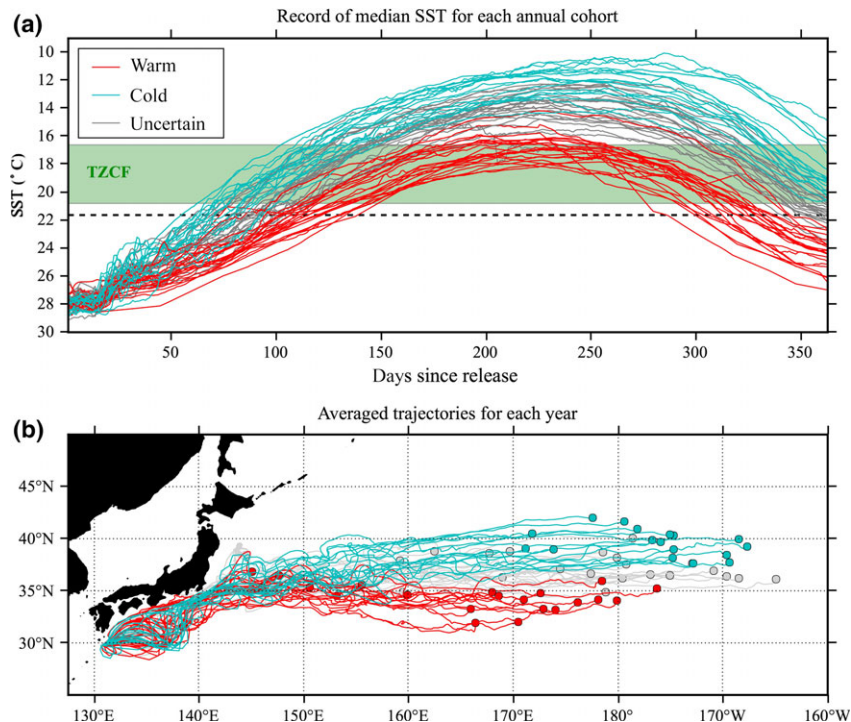 (a)
Record of median SST for each annual cohort
Warm
Cold
Uncertain
TZCF
SST (°C)
10
12
14
16
18
20
22
24
26
28
30
50 100 150 200 250 300 350
Days since release
(b)
Averaged trajectories for each year
45°N
40°N
35°N
30°N
130°E 140°E 150°E 160°E 170°E 180° 170°W 160°W